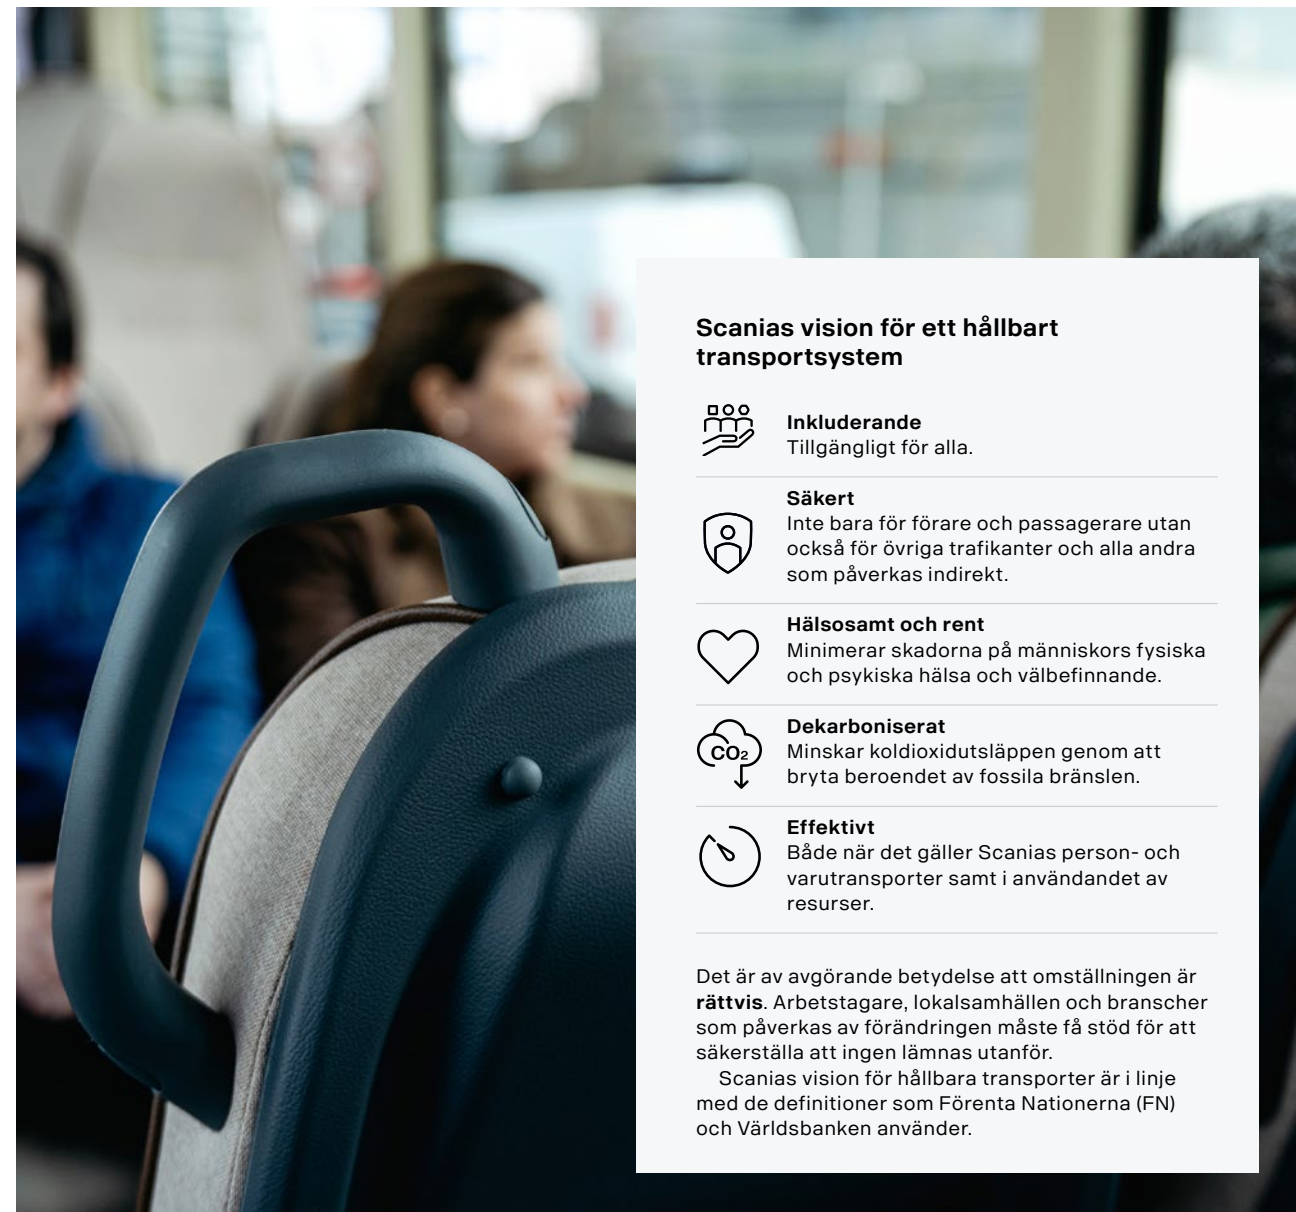 Scanias vision för ett hållbart
transportsystem
Inkluderande
Tillgängligt för alla.
Säkert
Inte bara för förare och passagerare utan
också för övriga trafikanter och alla andra
som påverkas indirekt.
Hälsosamt och rent
Minimerar skadorna på människors fysiska
och psykiska hälsa och välbefinnande.
CO₂
Dekarboniserat
Minskar koldioxidutsläppen genom att
bryta beroendet av fossila bränslen.
Effektivt
Både när det gäller Scanias person- och
varutransporter samt i användandet av
resurser.
Det är av avgörande betydelse att omställningen är
rättvis. Arbetstagare, lokalsamhällen och branscher
som påverkas av förändringen måste få stöd för att
säkerställa att ingen lämnas utanför.
Scanias vision för hållbara transporter är i linje
med de definitioner som Förenta Nationerna (FN)
och Världsbanken använder.